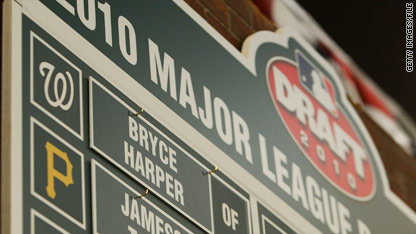 2010 MAJOR LEAGUE
DRAFT
2010
W
BRYCE
HARPER
OF
P
JAMES
GETTY IMAGES/FILE